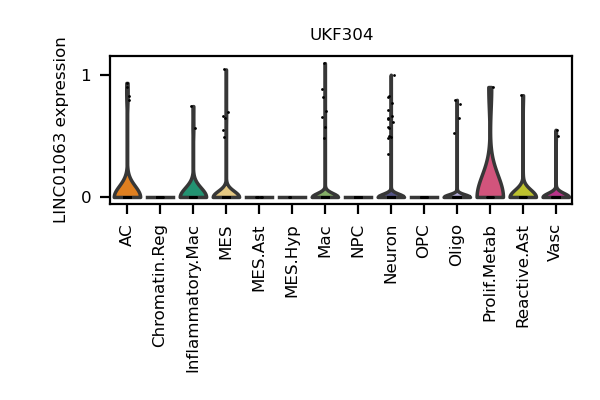 UKF304
LINC01063 expression
1
0
AC
Chromatin.Reg
Inflammatory.Mac
MES
MES.Ast
MES.Hyp
Mac
NPC
Neuron
OPC
Oligo
Prolif.Metab
Reactive.Ast
Vasc